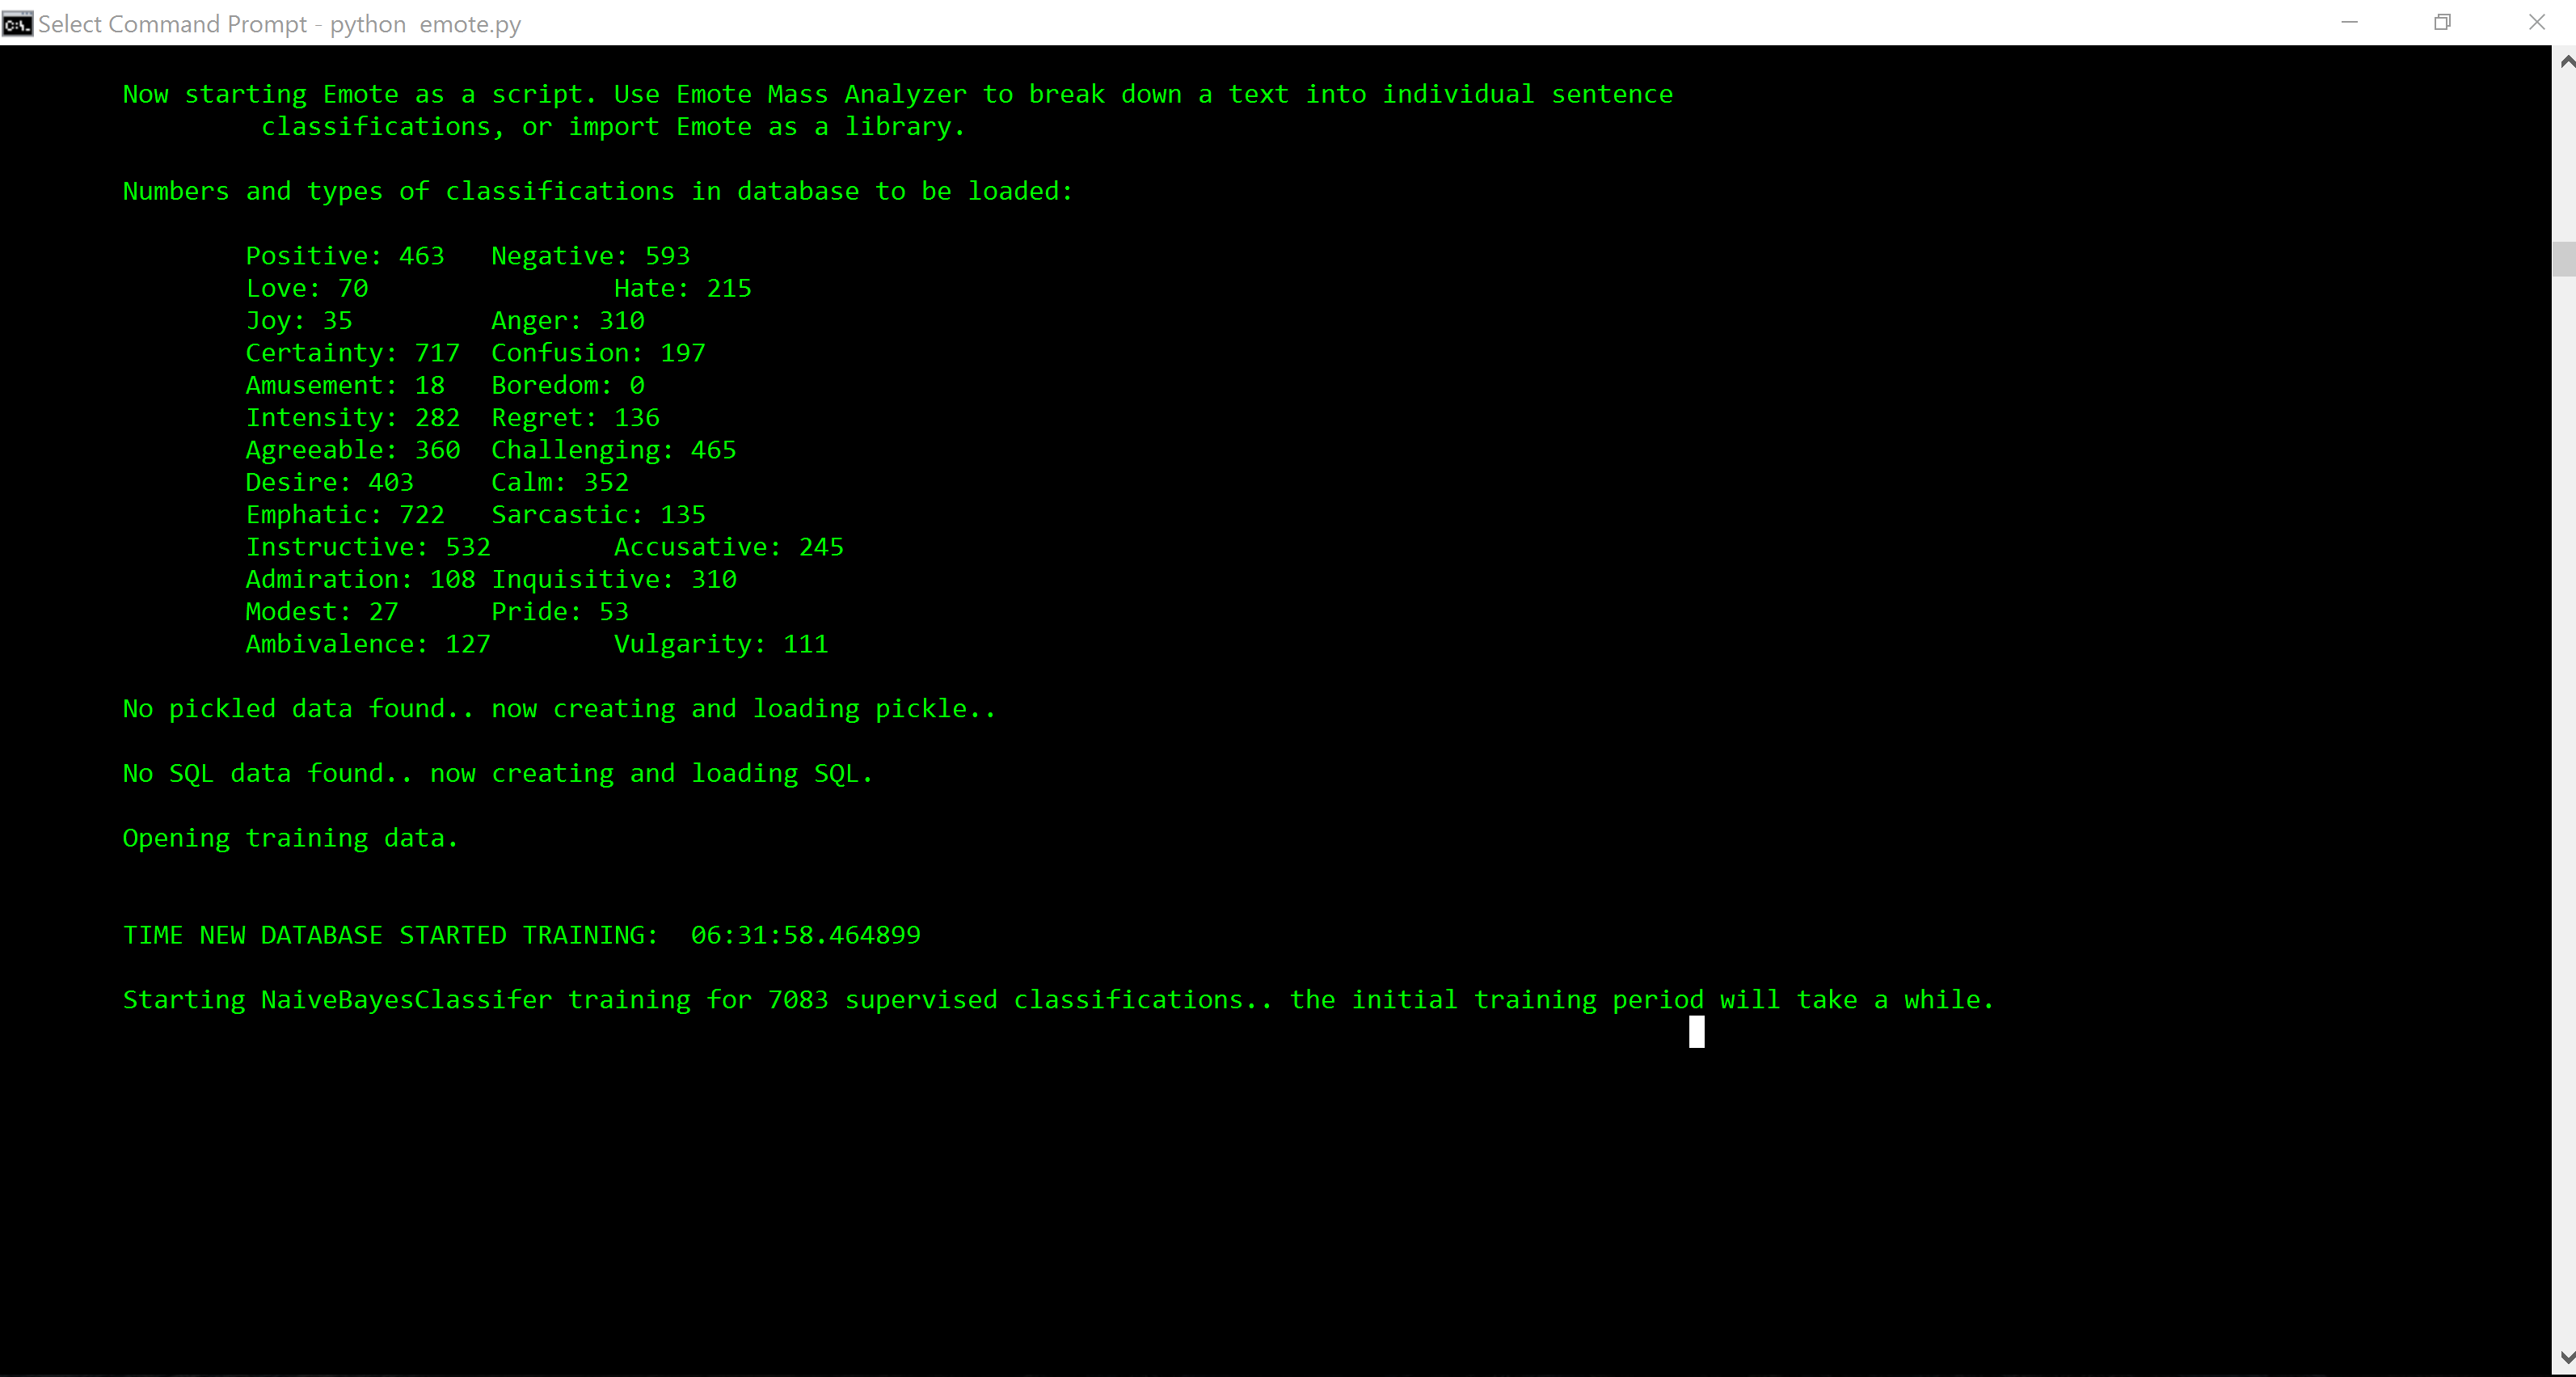 Select Command Prompt - python  emote.py
Now starting Emote as a script. Use Emote Mass Analyzer to break down a text into individual sentence
classifications, or import Emote as a library.
Numbers and types of classifications in database to be loaded:
Positive: 463   Negative: 593
Love: 70                Hate: 215
Joy: 35         Anger: 310
Certainty: 717  Confusion: 197
Amusement: 18   Boredom: 0
Intensity: 282  Regret: 136
Agreeable: 360  Challenging: 465
Desire: 403     Calm: 352
Emphatic: 722   Sarcastic: 135
Instructive: 532        Accusative: 245
Admiration: 108 Inquisitive: 310
Modest: 27      Pride: 53
Ambivalence: 127        Vulgarity: 111
No pickled data found.. now creating and loading pickle..
No SQL data found.. now creating and loading SQL.
Opening training data.
TIME NEW DATABASE STARTED TRAINING:  06:31:58.464899
Starting NaiveBayesClassifer training for 7083 supervised classifications.. the initial training period will take a while.